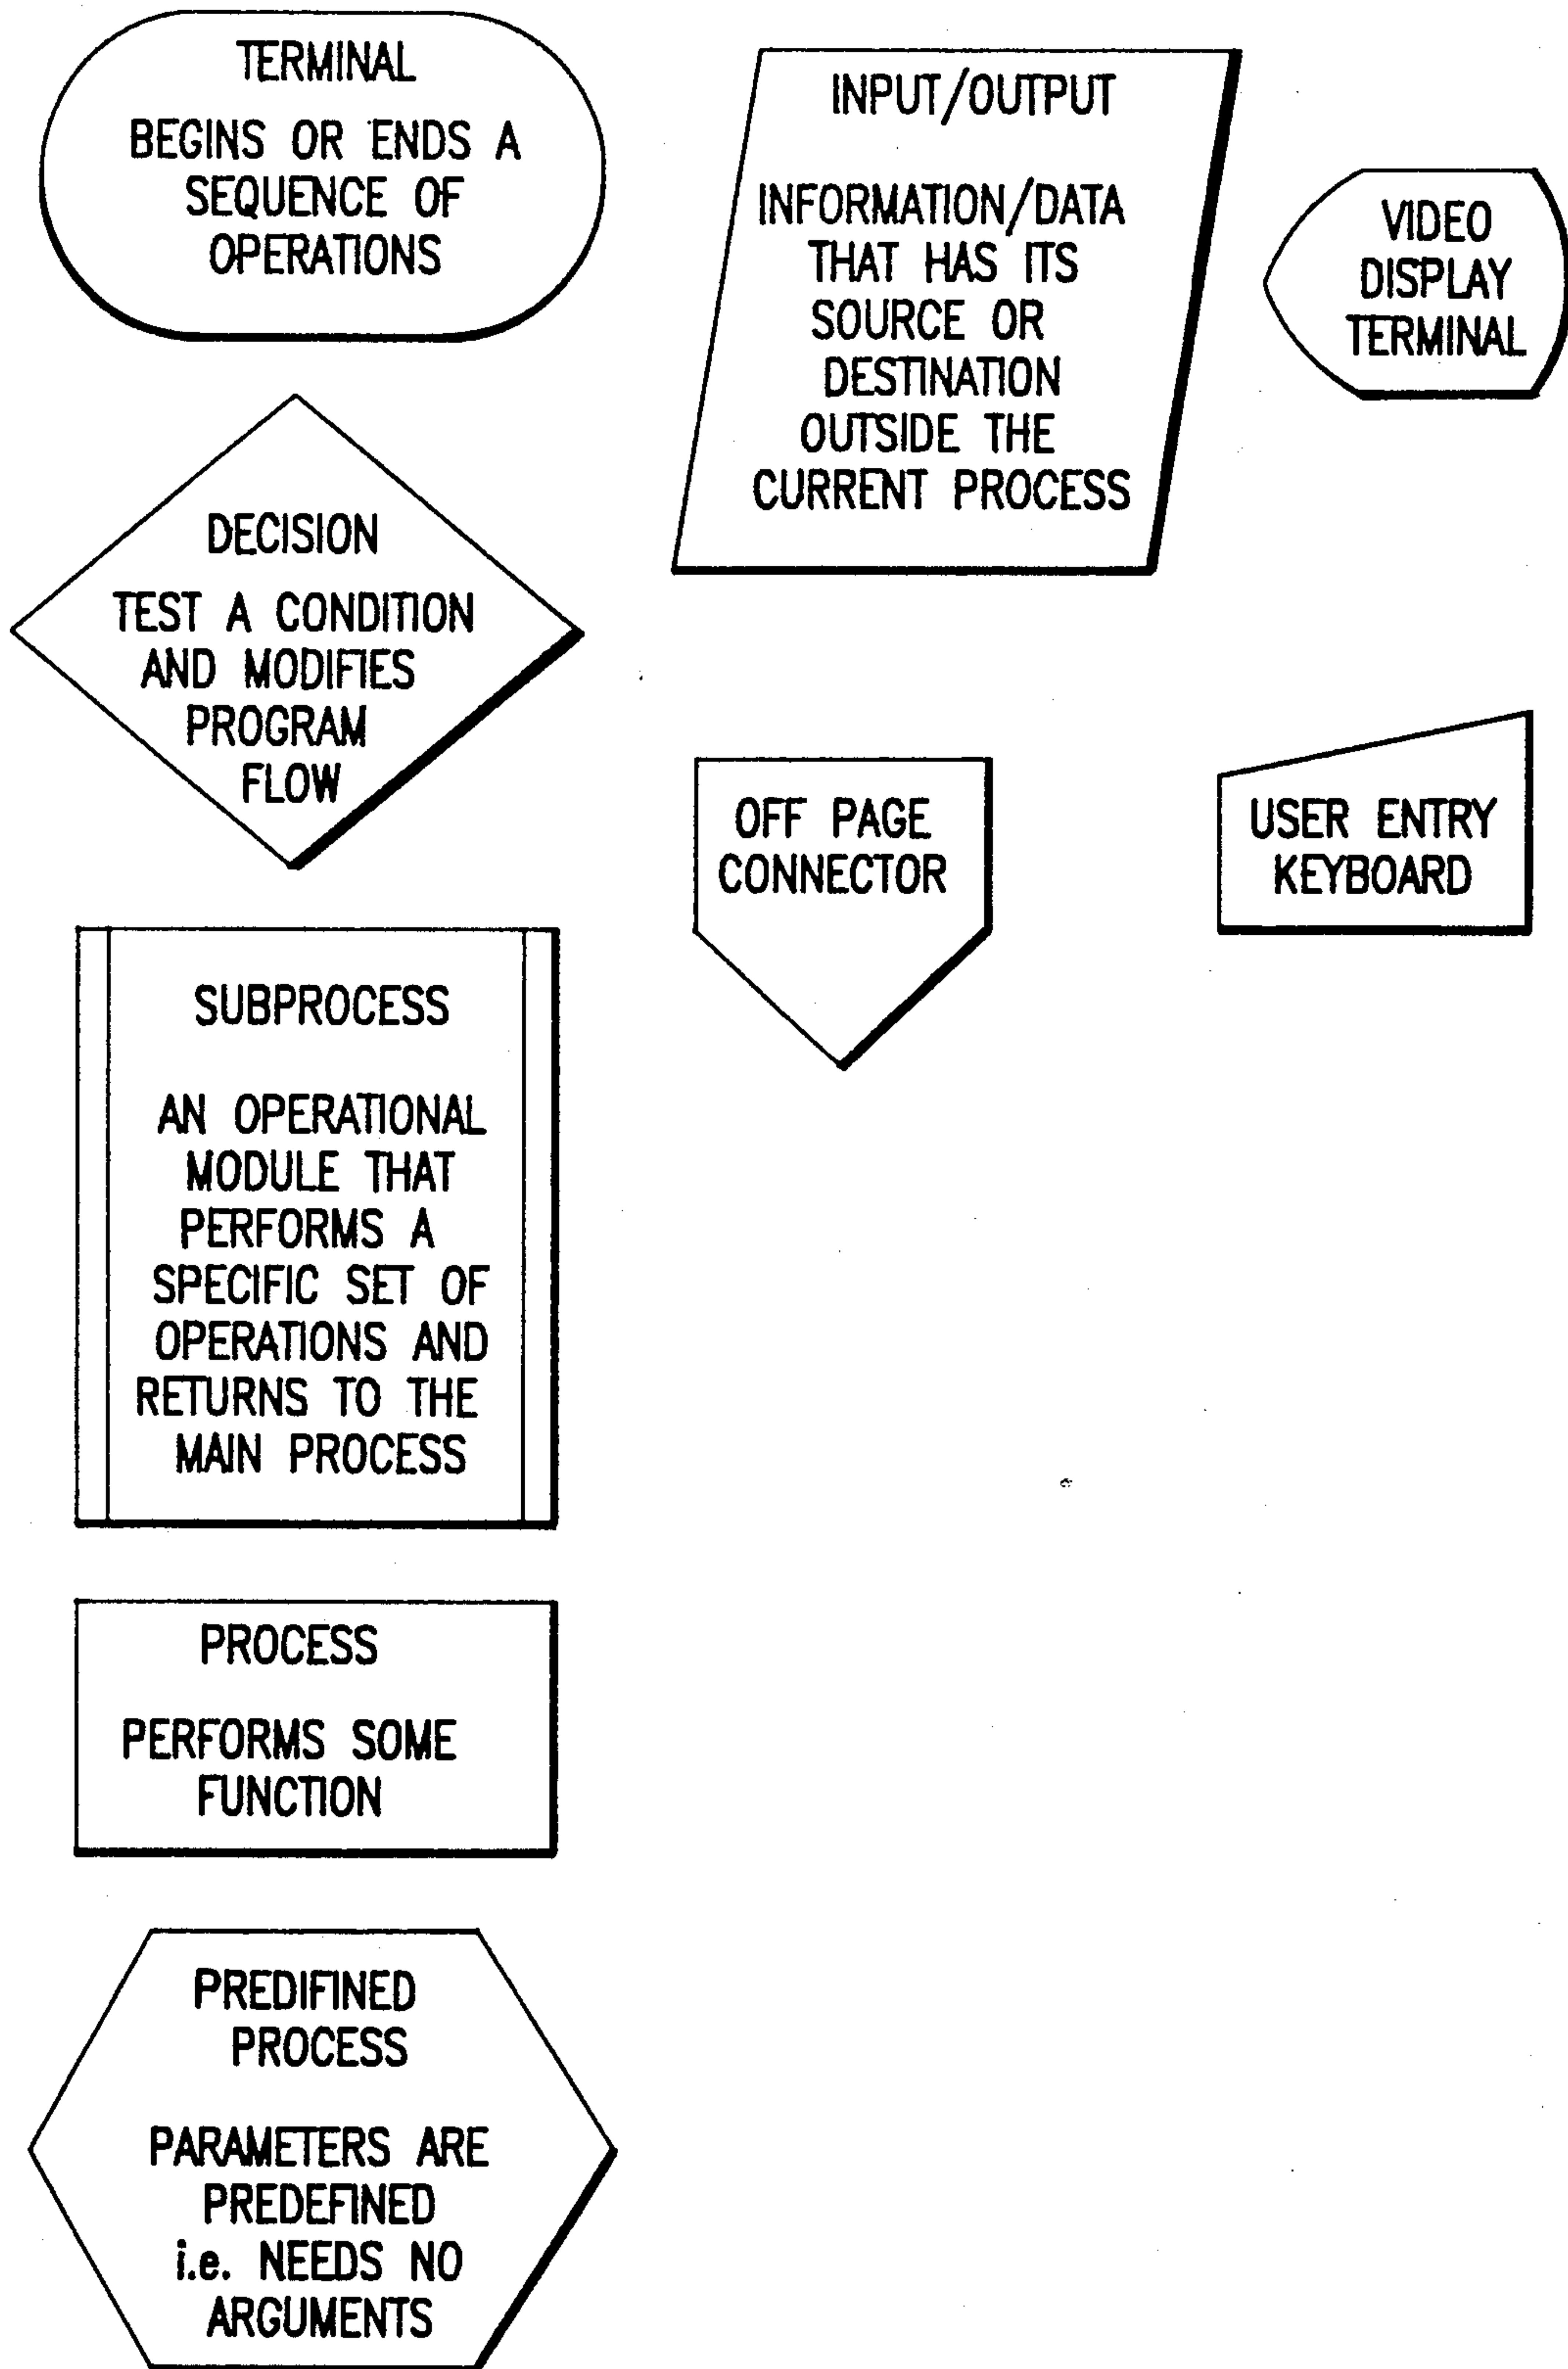 TERMINAL
BEGINS OR ENDS A
SEQUENCE OF
OPERATIONS
INPUT/OUTPUT
INFORMATION/DATA
THAT HAS ITS
SOURCE OR
DESTINATION
OUTSIDE THE
CURRENT PROCESS
VIDEO
DISPLAY
TERMINAL
DECISION
TEST A CONDITION
AND MODIFIES
PROGRAM
FLOW
OFF PAGE
CONNECTOR
USER ENTRY
KEYBOARD
SUBPROCESS
AN OPERATIONAL
MODULE THAT
PERFORMS A
SPECIFIC SET OF
OPERATIONS AND
RETURNS TO THE
MAIN PROCESS
PROCESS
PERFORMS SOME
FUNCTION
PREDIFINED
PROCESS
PARAMETERS ARE
PREDEFINED
i.e. NEEDS NO
ARGUMENTS